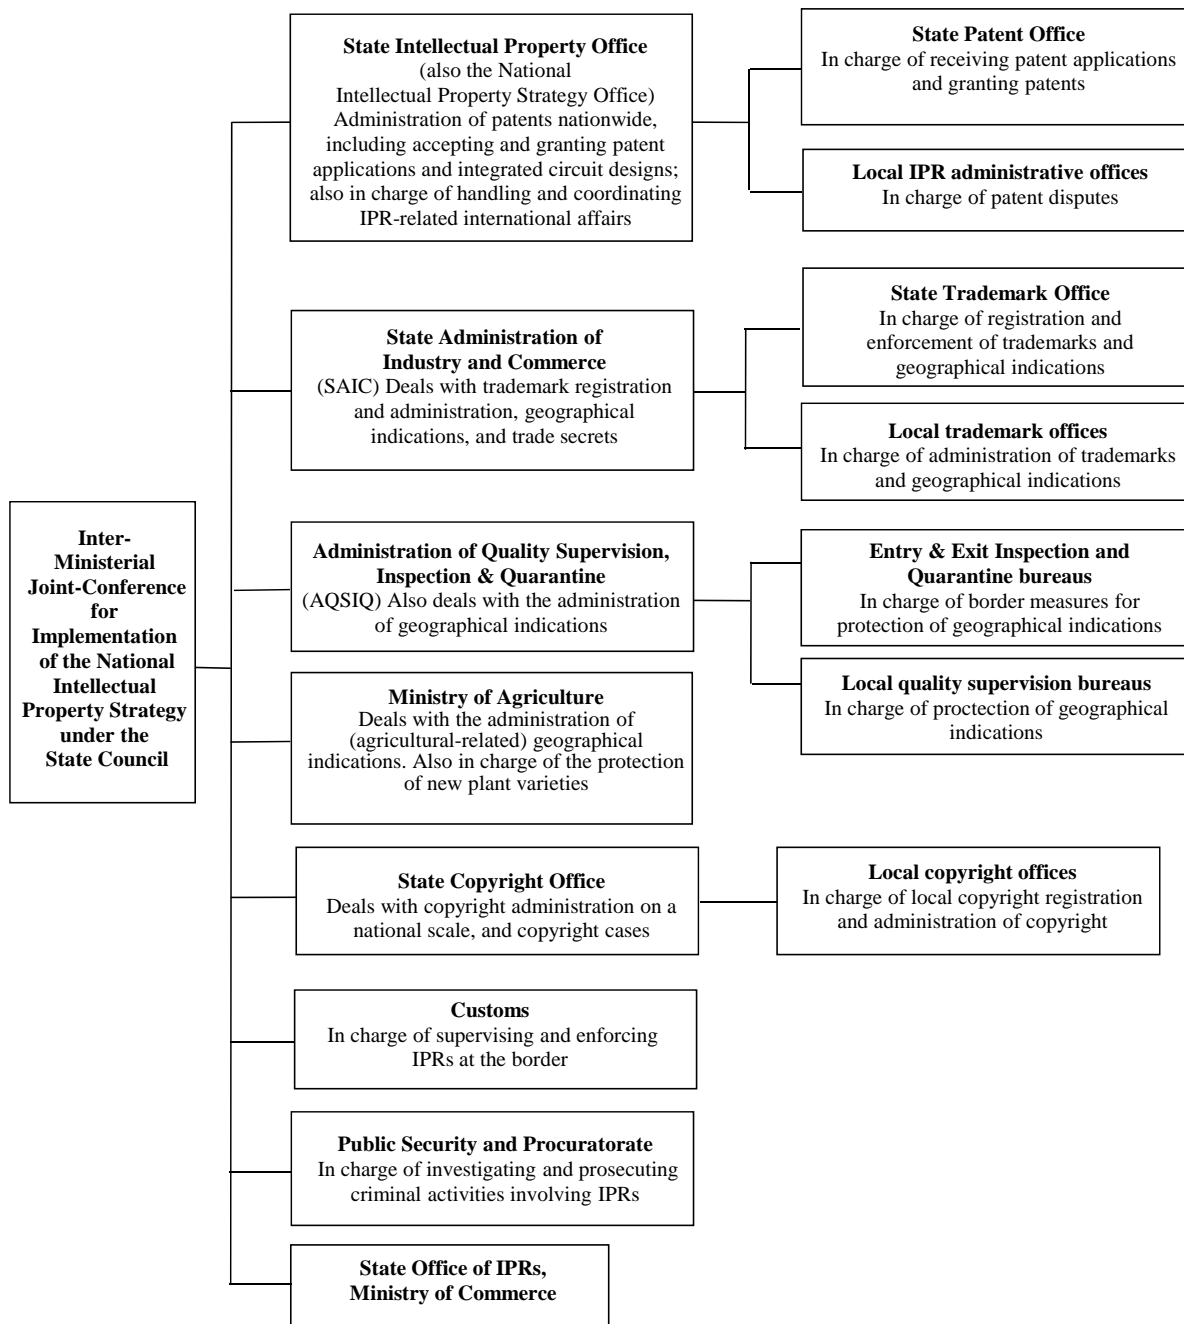 State Intellectual Property Office
(also the National
Intellectual Property Strategy Office)
Administration of patents nationwide,
including accepting and granting patent
applications and integrated circuit designs;
also in charge of handling and coordinating
IPR-related international affairs
State Patent Office
In charge of receiving patent applications
and granting patents
Local IPR administrative offices
In charge of patent disputes
State Administration of
Industry and Commerce
(SAIC) Deals with trademark registration
and administration, geographical
indications, and trade secrets
State Trademark Office
In charge of registration and
enforcement of trademarks and
geographical indications
Local trademark offices
In charge of administration of trademarks
and geographical indications
Inter-
Ministerial
Joint-Conference
for
Implementation
of the National
Intellectual
Property Strategy
under the
State Council
Administration of Quality Supervision,
Inspection & Quarantine
(AQSIQ) Also deals with the administration
of geographical indications
Entry & Exit Inspection and
Quarantine bureaus
In charge of border measures for
protection of geographical indications
Local quality supervision bureaus
In charge of proctection of geographical
indications
Ministry of Agriculture
Deals with the administration of
(agricultural-related) geographical
indications. Also in charge of the protection
of new plant varieties
State Copyright Office
Deals with copyright administration on a
national scale, and copyright cases
Local copyright offices
In charge of local copyright registration
and administration of copyright
Customs
In charge of supervising and enforcing
IPRs at the border
Public Security and Procuratorate
In charge of investigating and prosecuting
criminal activities involving IPRs
State Office of IPRs,
Ministry of Commerce